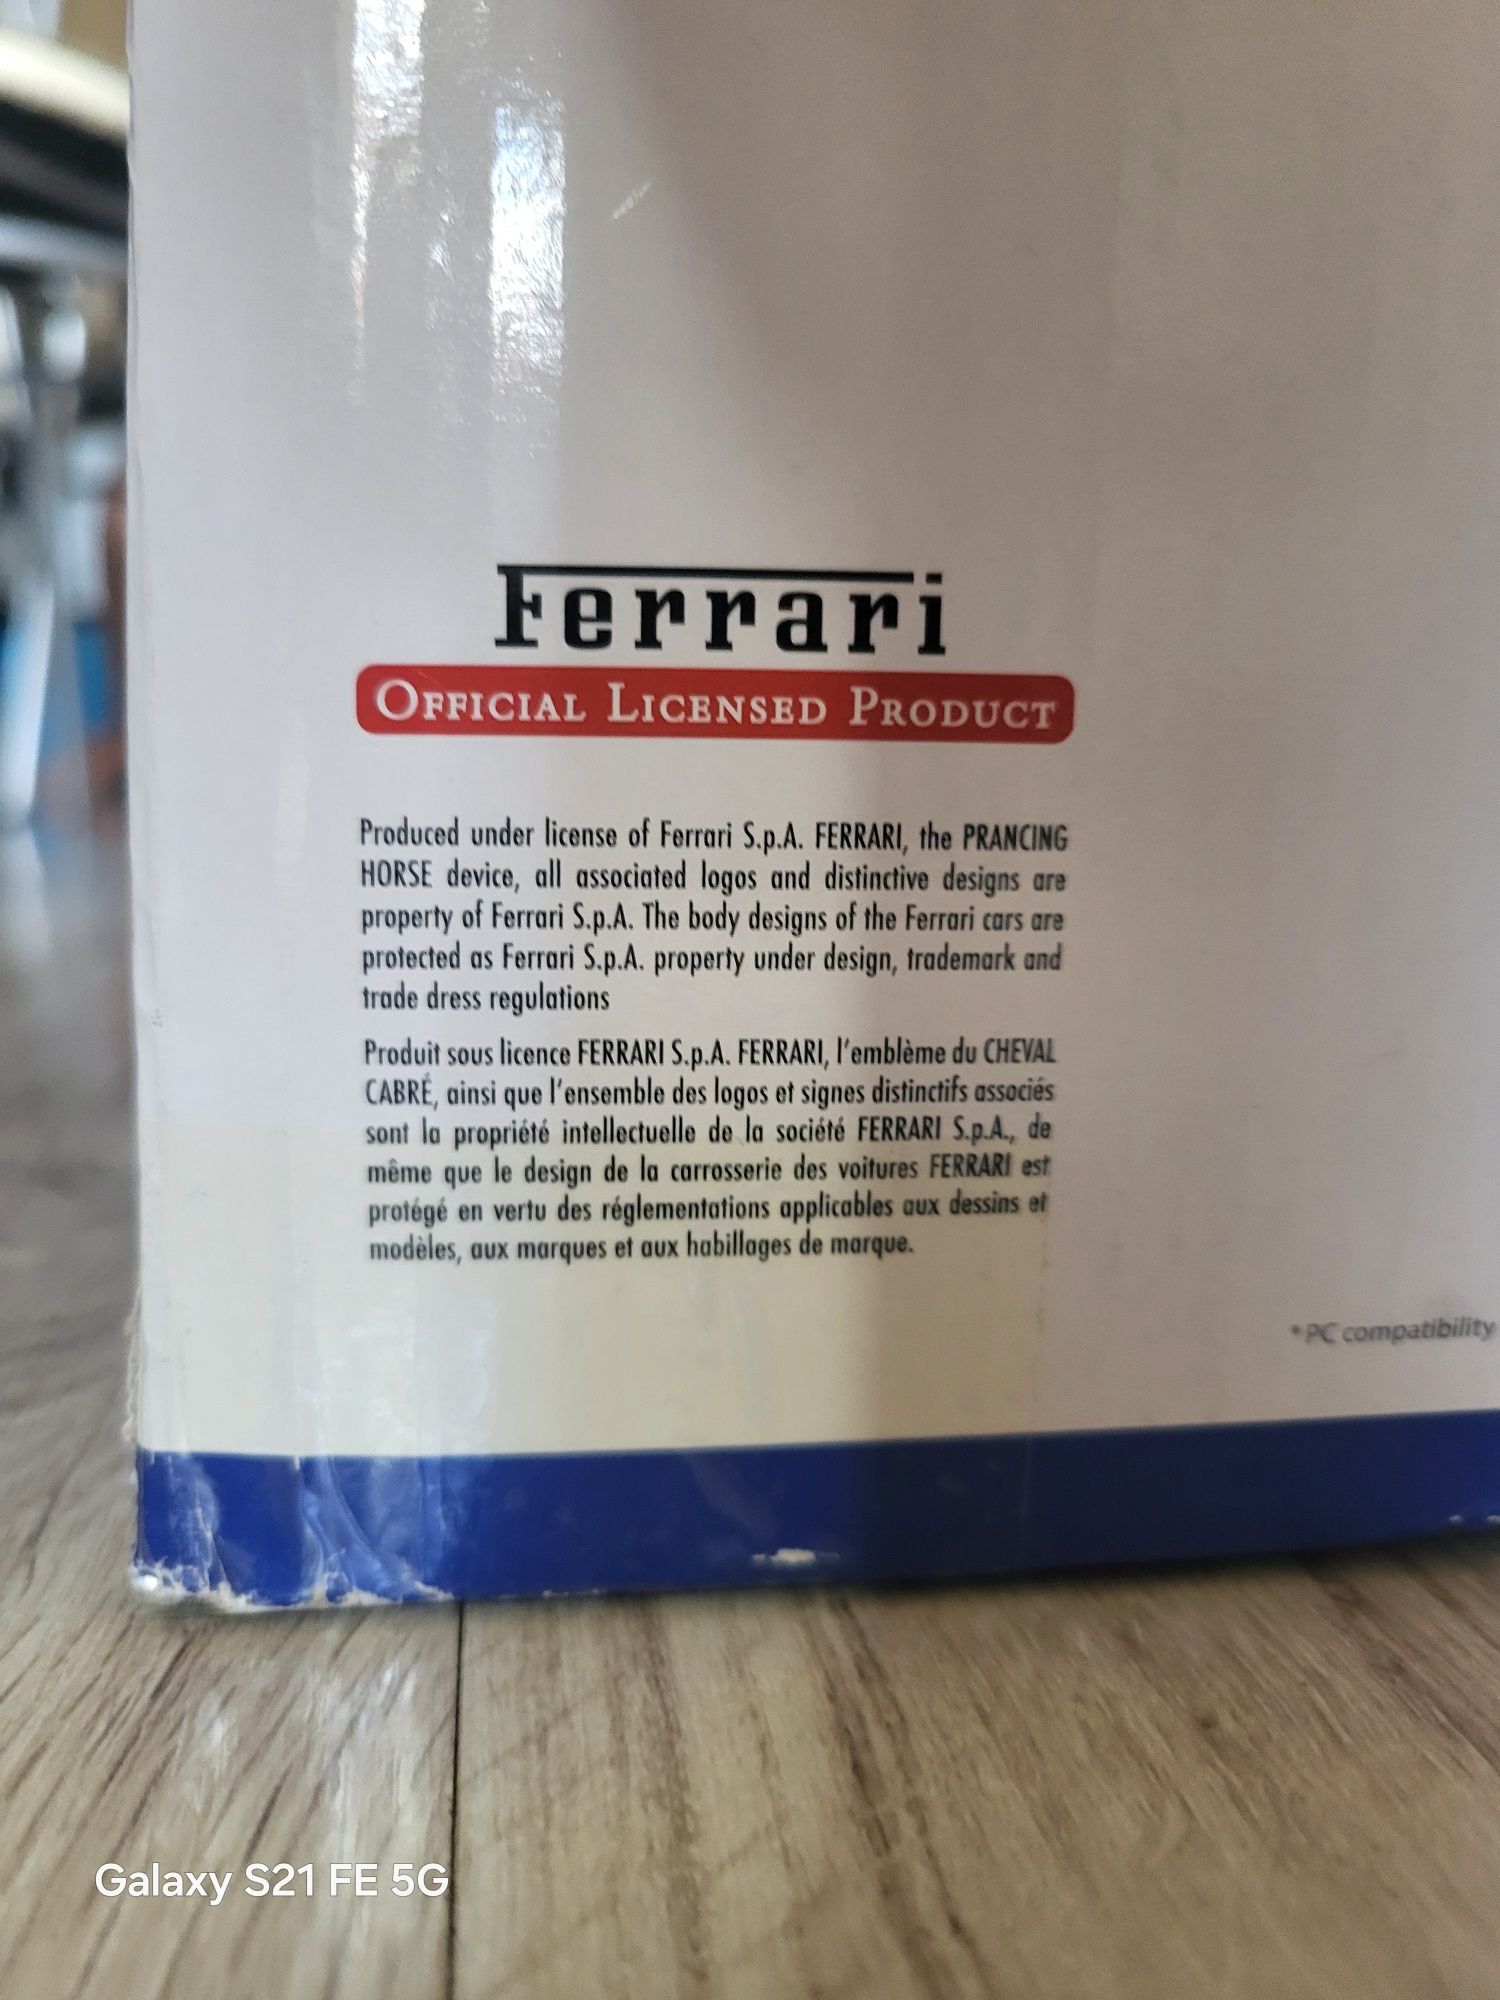 Ferrari
OFFICIAL LICENSED PRODUCT
Produced under license of Ferrari S.p.A. FERRARI, the PRANCING
HORSE device, all associated logos and distinctive designs are
property of Ferrari S.p.A. The body designs of the Ferrari cars are
protected as Ferrari S.p.A. property under design, trademark and
trade dress regulations
Produit sous licence FERRARI S.p.A. FERRARI, l'emblème du CHEVAL
CABRÉ, ainsi que l'ensemble des logos et signes distinctifs associés
sont la propriété intellectuelle de la société FERRARI S.p.A., de
même que le design de la carrosserie des voitures FERRARI est
protégé en vertu des réglementations applicables aux dessins et
modèles, aux marques et aux habillages de marque.
*PC compatibility
Galaxy S21 FE 5G